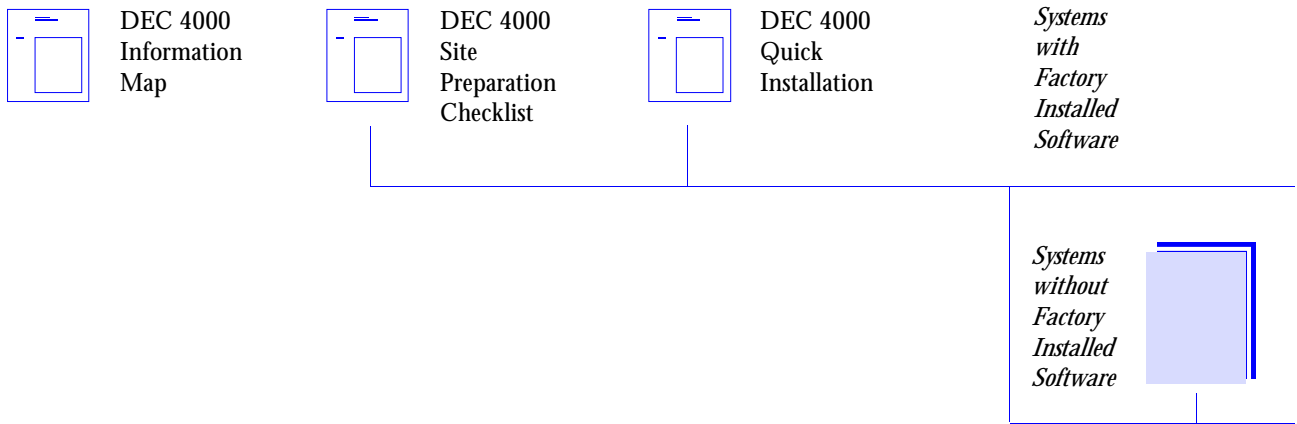 DEC 4000
Information
Map
DEC 4000
Site
Preparation
Checklist
DEC 4000
Quick
Installation
Systems
with
Factory
Installed
Software
Systems
without
Factory
Installed
Software